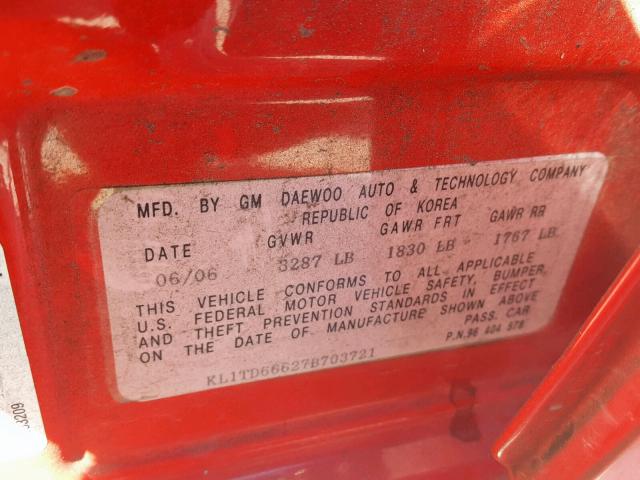 MFD. BY GM DAEWOO AUTO & TECHNOLOGY COMPANY
REPUBLIC OF KOREA
DATE GVWR GAWR FRT GAWR RR
06/06 3287 LB 1830 LB 1767 LB
THIS VEHICLE CONFORMS TO ALL APPLICABLE
U.S. FEDERAL MOTOR VEHICLE SAFETY, BUMPER,
AND THEFT PREVENTION STANDARDS IN EFFECT
ON THE DATE OF MANUFACTURE SHOWN ABOVE
PASS. CAR
P.N.96 404 578
KL1TD66627B703721